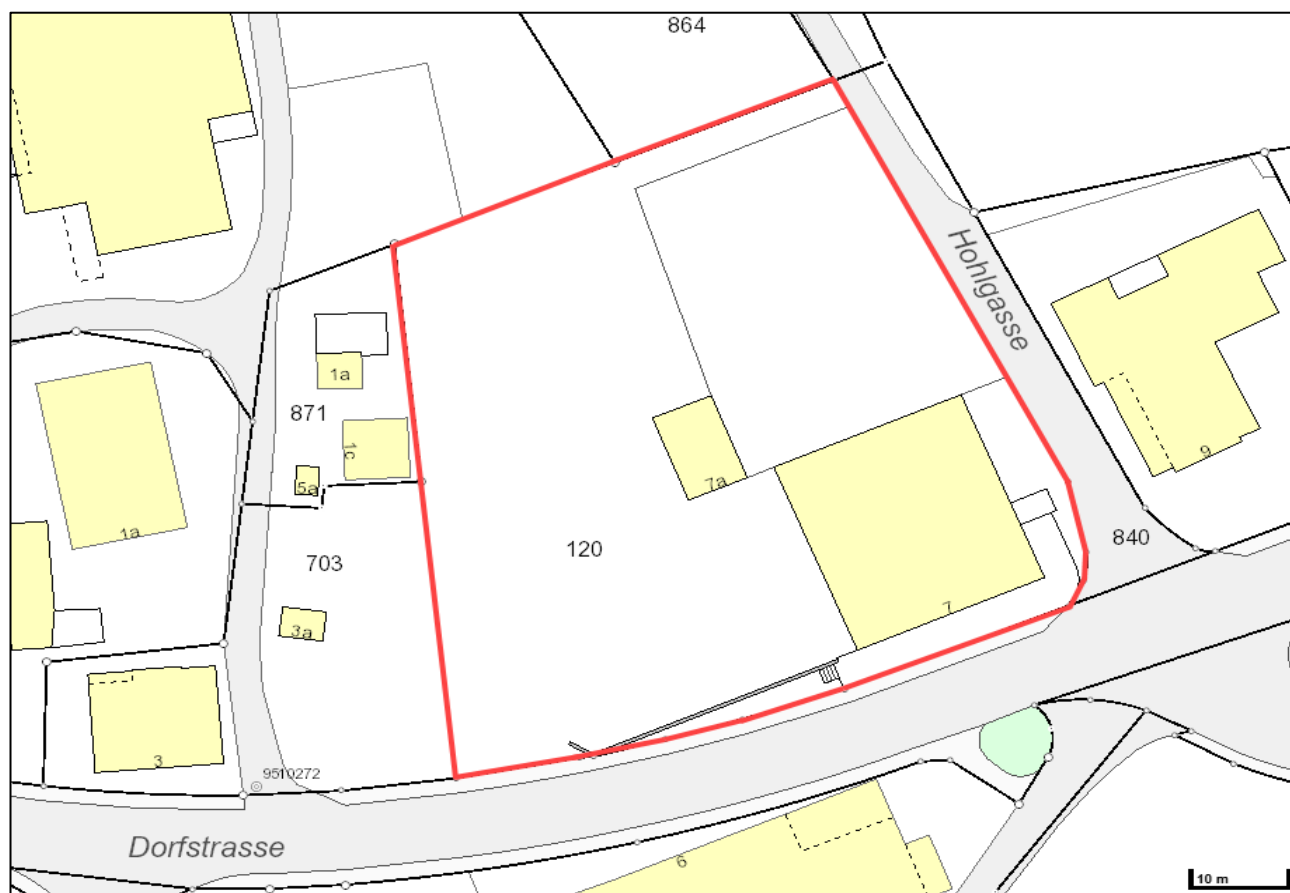 864
Hohlgasse
1a
871
1c
5a
7a
9
1a
703
120
840
3a
7
3
9510272
Dorfstrasse
6
10 m